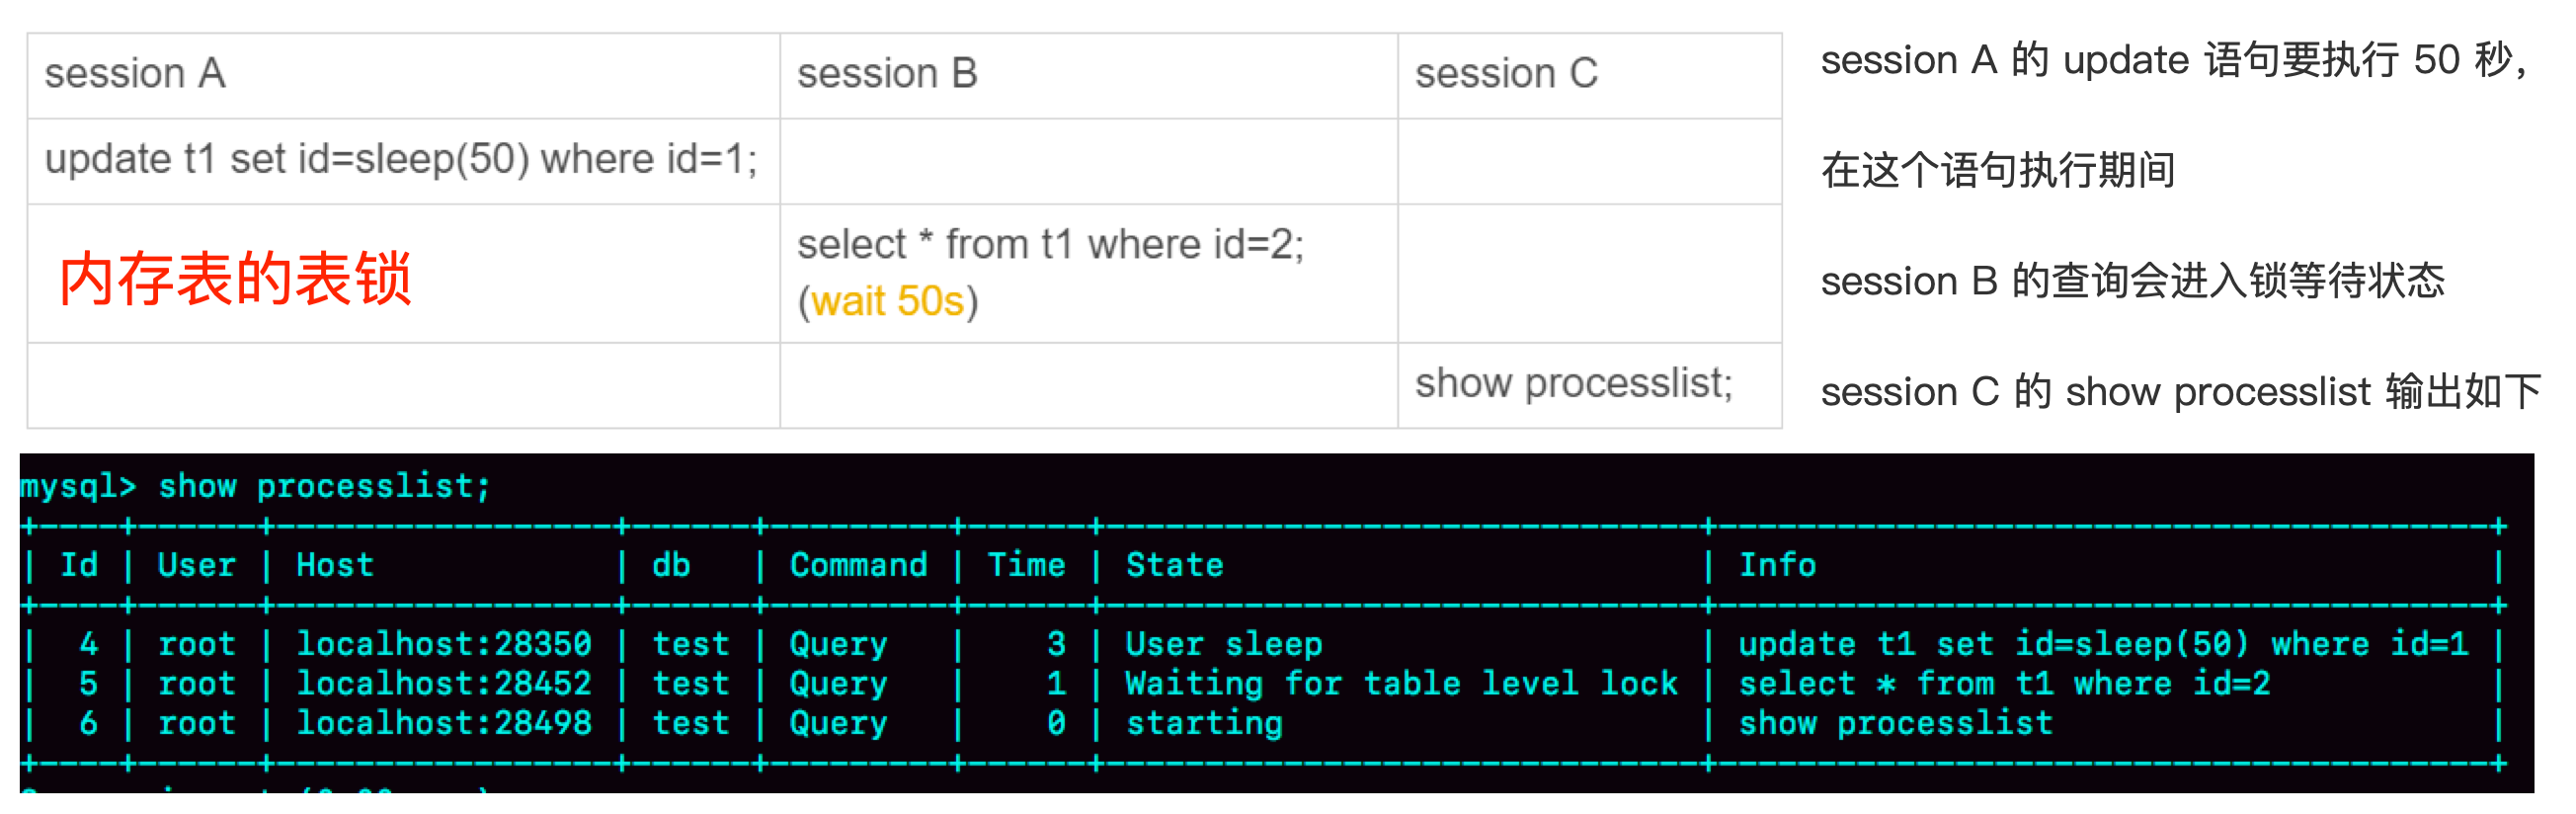 session A session B session C
update t1 set id=sleep(50) where id=1;
内存表的表锁
select * from t1 where id=2;
(wait 50s)
show processlist;
session A 的 update 语句要执行 50 秒,
在这个语句执行期间
session B 的查询会进入锁等待状态
session C 的 show processlist 输出如下
mysql> show processlist;
+----+------+-----------------+------+---------+------+------------------------------+---------------------------------------+
| Id | User | Host | db | Command | Time | State | Info |
+----+------+-----------------+------+---------+------+------------------------------+---------------------------------------+
| 4 | root | localhost:28350 | test | Query | 3 | User sleep | update t1 set id=sleep(50) where id=1 |
| 5 | root | localhost:28452 | test | Query | 1 | Waiting for table level lock | select * from t1 where id=2 |
| 6 | root | localhost:28498 | test | Query | 0 | starting | show processlist |
+----+------+-----------------+------+---------+------+------------------------------+---------------------------------------+